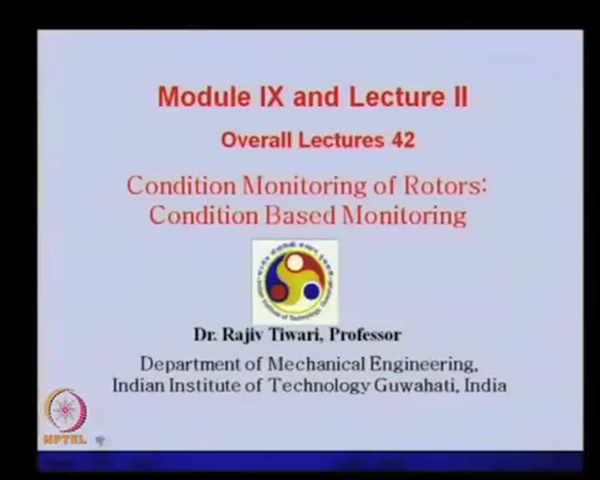 Module IX and Lecture II
Overall Lectures 42
Condition Monitoring of Rotors:
Condition Based Monitoring
Dr. Rajiv Tiwari, Professor
Department of Mechanical Engineering,
Indian Institute of Technology Guwahati, India
NPTEL